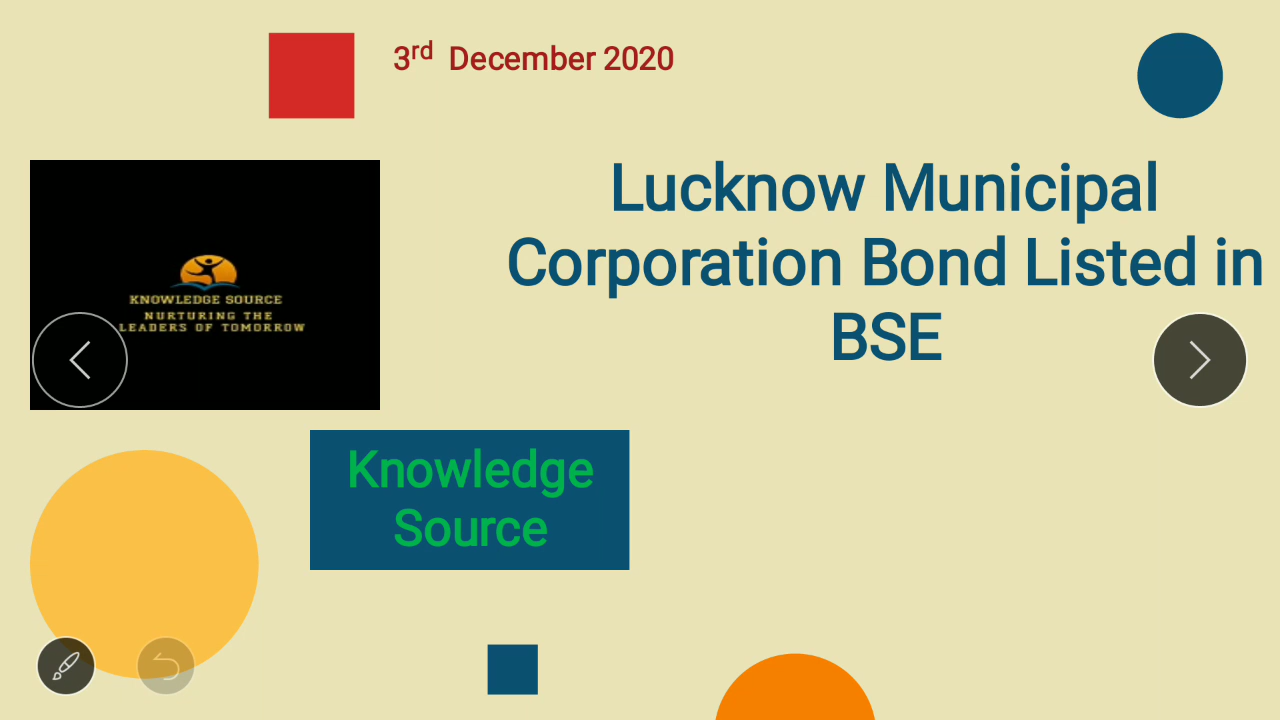 3rd December 2020
Lucknow Municipal
Corporation Bond Listed in
BSE
KNOWLEDGE SOURCE
NURTURING THE
LEADERS OF TOMORROW
Knowledge
Source